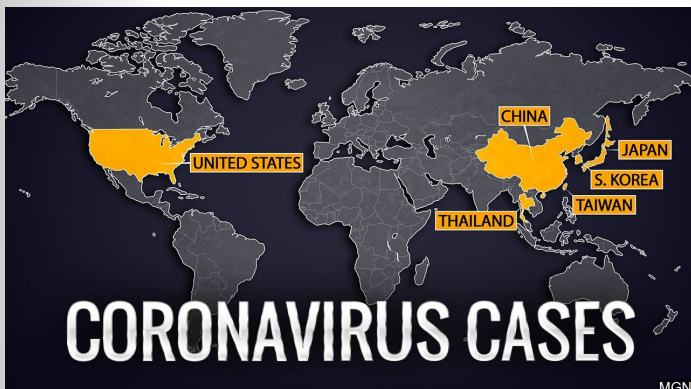 CHINA
JAPAN
UNITED STATES
S. KOREA
TAIWAN
THAILAND
CORONAVIRUS CASES
MGN